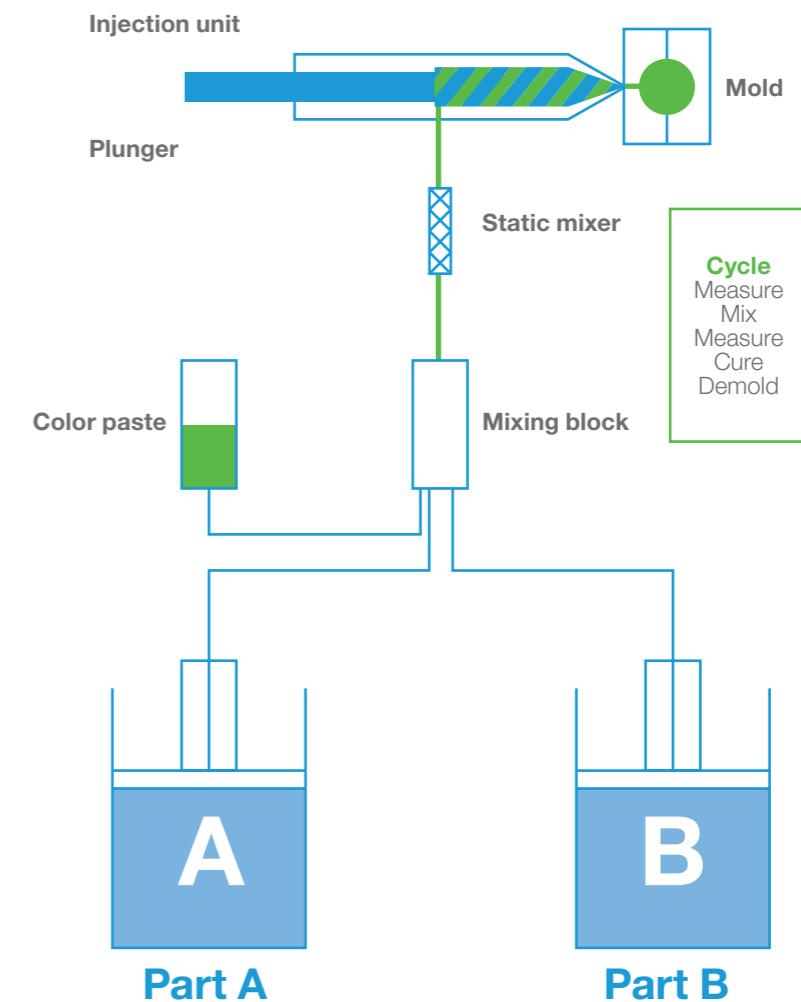 Injection unit
Mold
Plunger
Static mixer
Cycle
Measure
Mix
Measure
Cure
Demold
Color paste
Mixing block
A
B
Part A
Part B